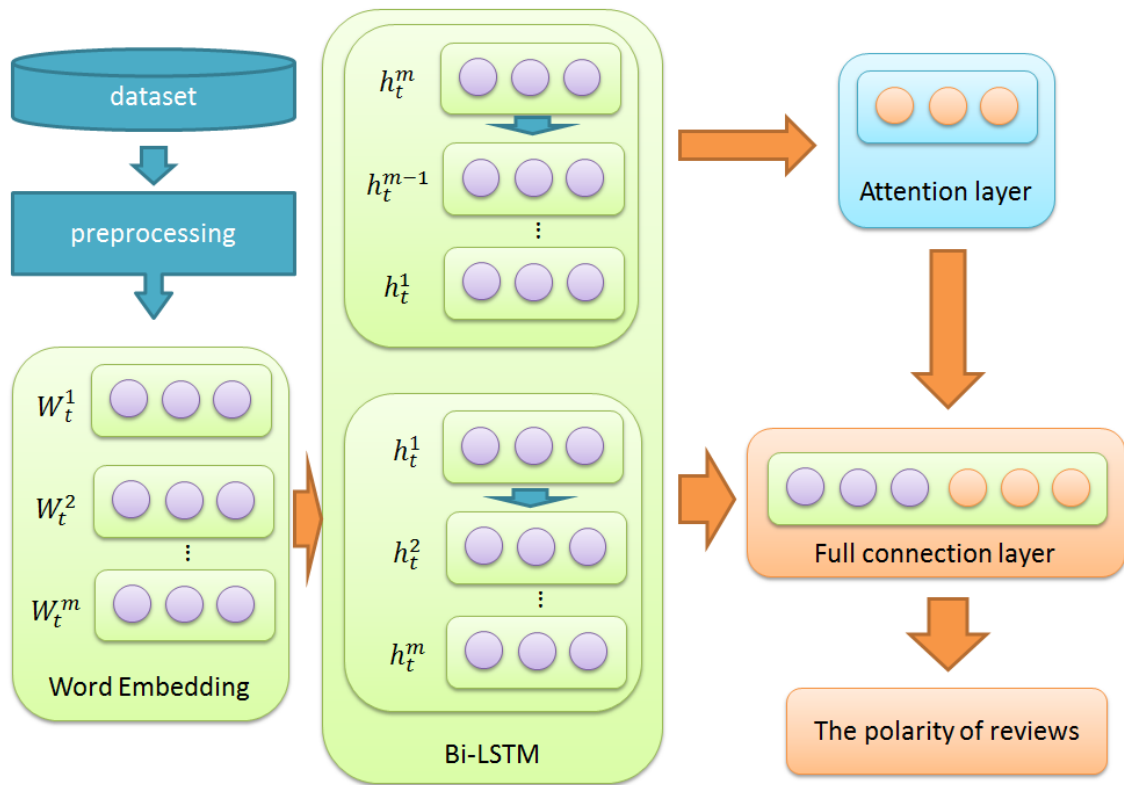 dataset
preprocessing
W_t^1
W_t^2
⋮
W_t^m
Word Embedding
h_t^m
h_t^{m-1}
⋮
h_t^1
h_t^1
h_t^2
⋮
h_t^m
Bi-LSTM
Attention layer
Full connection layer
The polarity of reviews